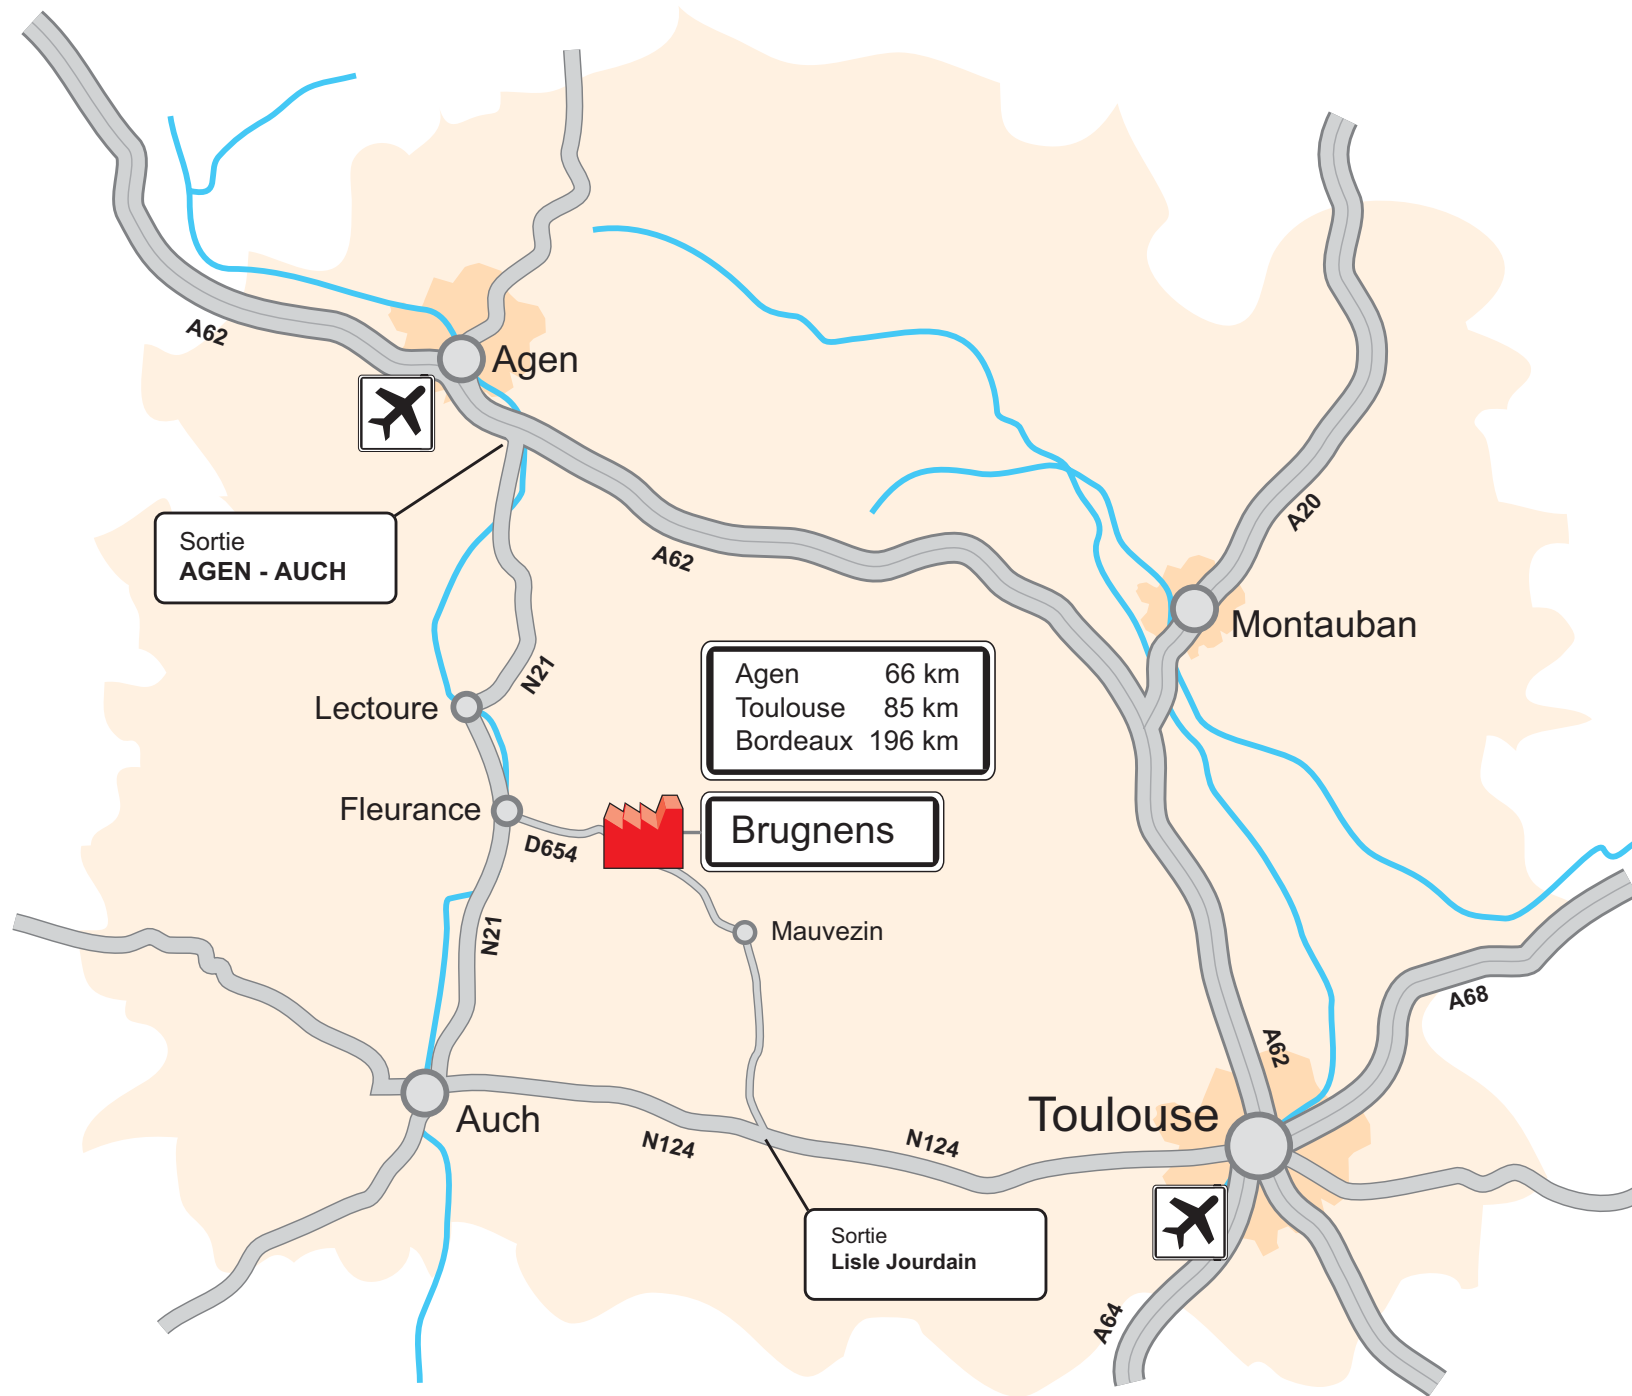 A62
Agen
Sortie
AGEN - AUCH
A62
A20
Montauban
N21
Lectoure
Agen 66 km
Toulouse 85 km
Bordeaux 196 km
Fleurance
D654
Brugnens
N21
Mauvezin
A68
A62
Auch
Toulouse
N124
N124
Sortie
Lisle Jourdain
A64